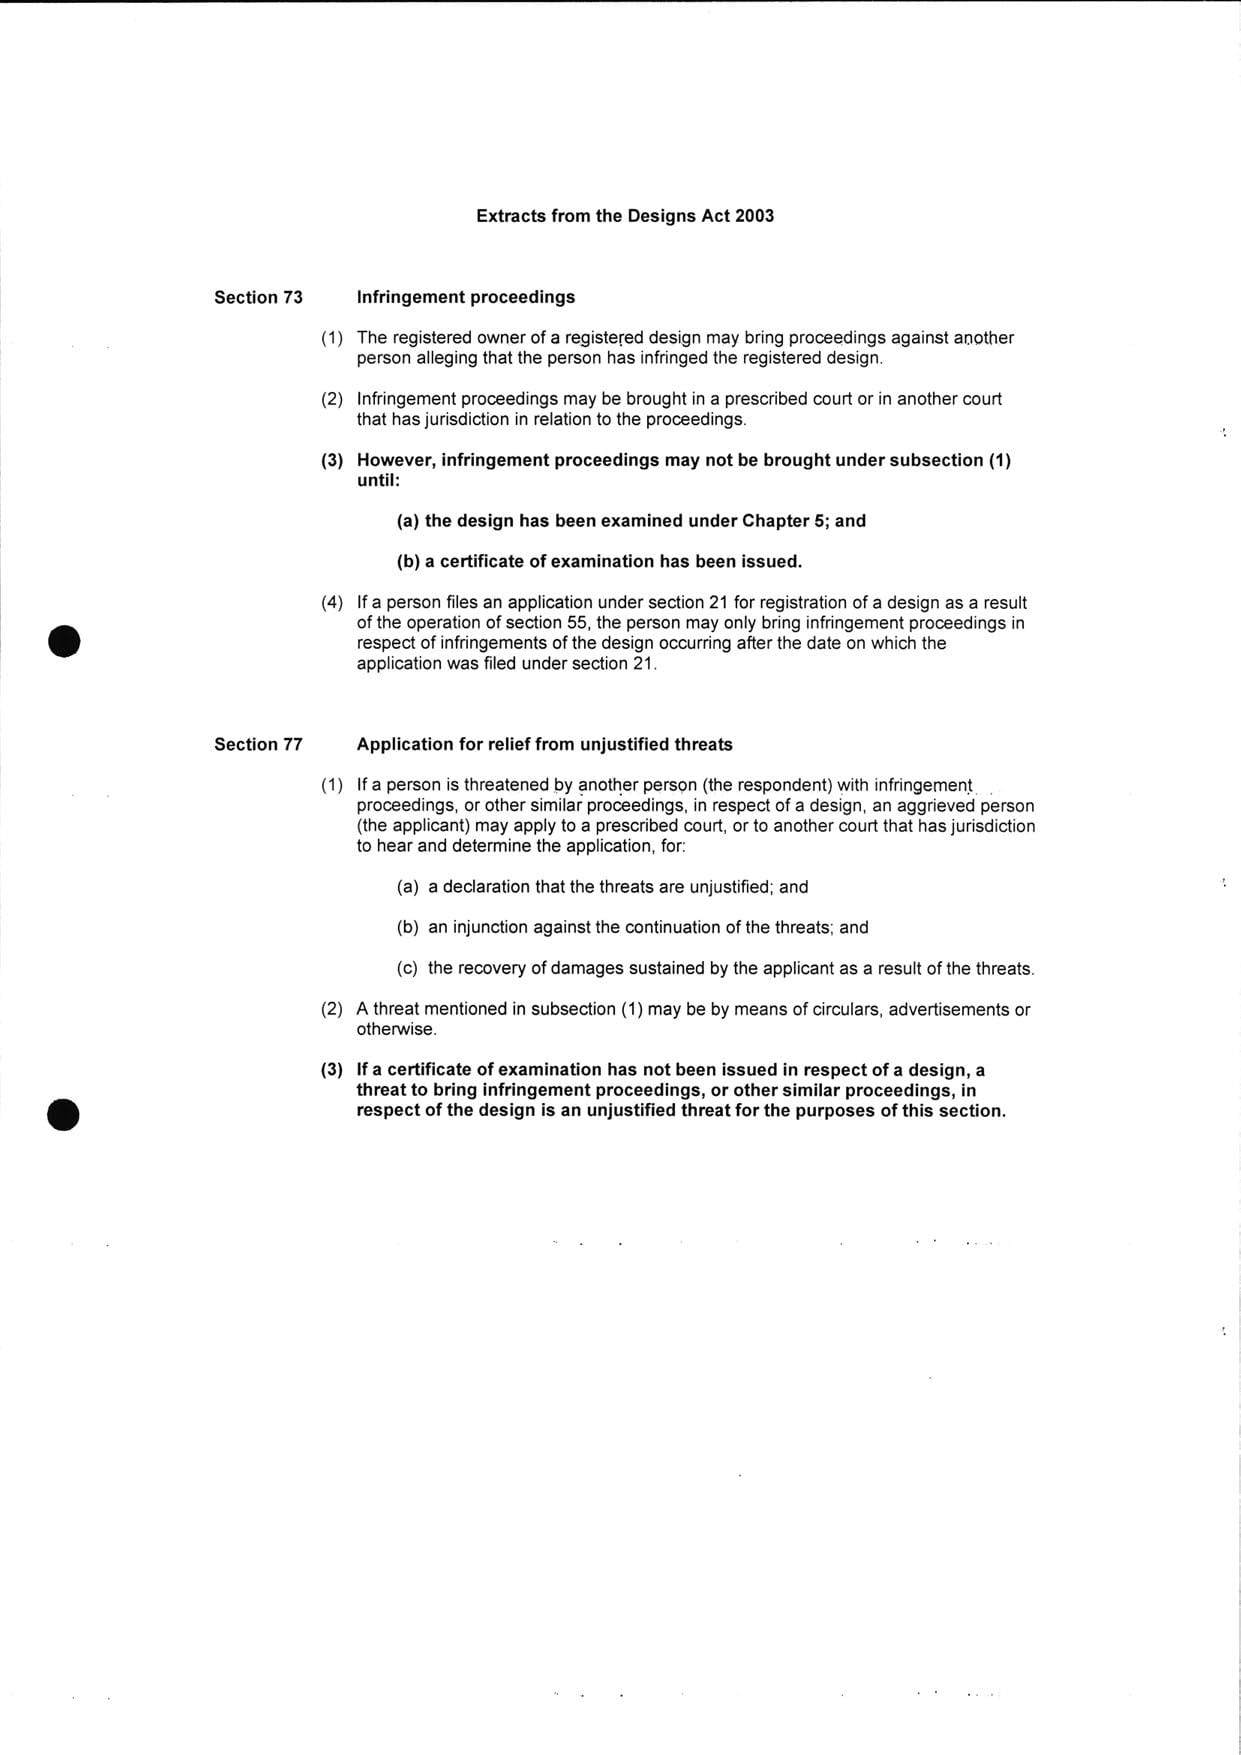 Extracts from the Designs Act 2003
Section 73 Infringement proceedings
(1) The registered owner of a registered design may bring proceedings against another
person alleging that the person has infringed the registered design.
(2) Infringement proceedings may be brought in a prescribed court or in another court
that has jurisdiction in relation to the proceedings.
(3) However, infringement proceedings may not be brought under subsection (1)
until:
(a) the design has been examined under Chapter 5; and
(b) a certificate of examination has been issued.
(4) If a person files an application under section 21 for registration of a design as a result
of the operation of section 55, the person may only bring infringement proceedings in
respect of infringements of the design occurring after the date on which the
application was filed under section 21.
Section 77 Application for relief from unjustified threats
(1) If a person is threatened by another person (the respondent) with infringement
proceedings, or other similar proceedings, in respect of a design, an aggrieved person
(the applicant) may apply to a prescribed court, or to another court that has jurisdiction
to hear and determine the application, for:
(a) a declaration that the threats are unjustified; and
(b) an injunction against the continuation of the threats; and
(c) the recovery of damages sustained by the applicant as a result of the threats.
(2) A threat mentioned in subsection (1) may be by means of circulars, advertisements or
otherwise.
(3) If a certificate of examination has not been issued in respect of a design, a
threat to bring infringement proceedings, or other similar proceedings, in
respect of the design is an unjustified threat for the purposes of this section.